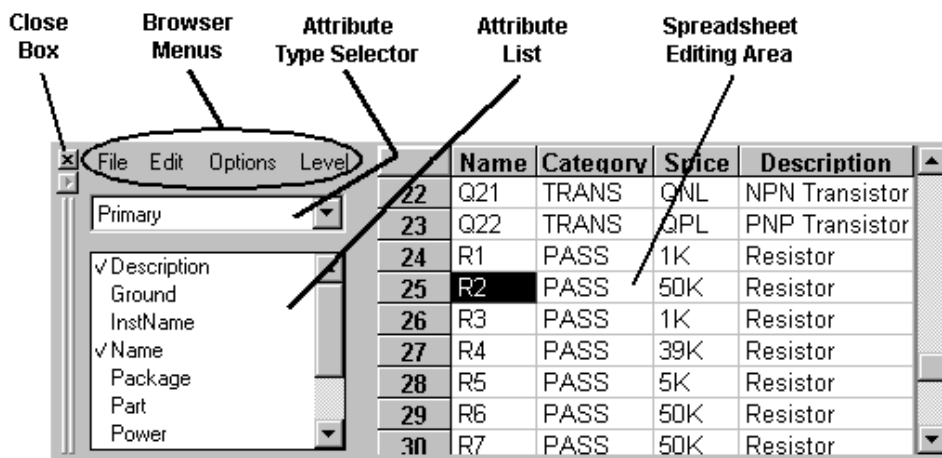 Close Box
Browser Menus
Attribute Type Selector
Attribute List
Spreadsheet Editing Area
File Edit Options Level
Primary
✓ Description
Ground
InstName
✓ Name
Package
Part
Power
Name Category Spice Description
22 Q21 TRANS QNL NPN Transistor
23 Q22 TRANS QPL PNP Transistor
24 R1 PASS 1K Resistor
25 R2 PASS 50K Resistor
26 R3 PASS 1K Resistor
27 R4 PASS 39K Resistor
28 R5 PASS 5K Resistor
29 R6 PASS 50K Resistor
30 R7 PASS 50K Resistor